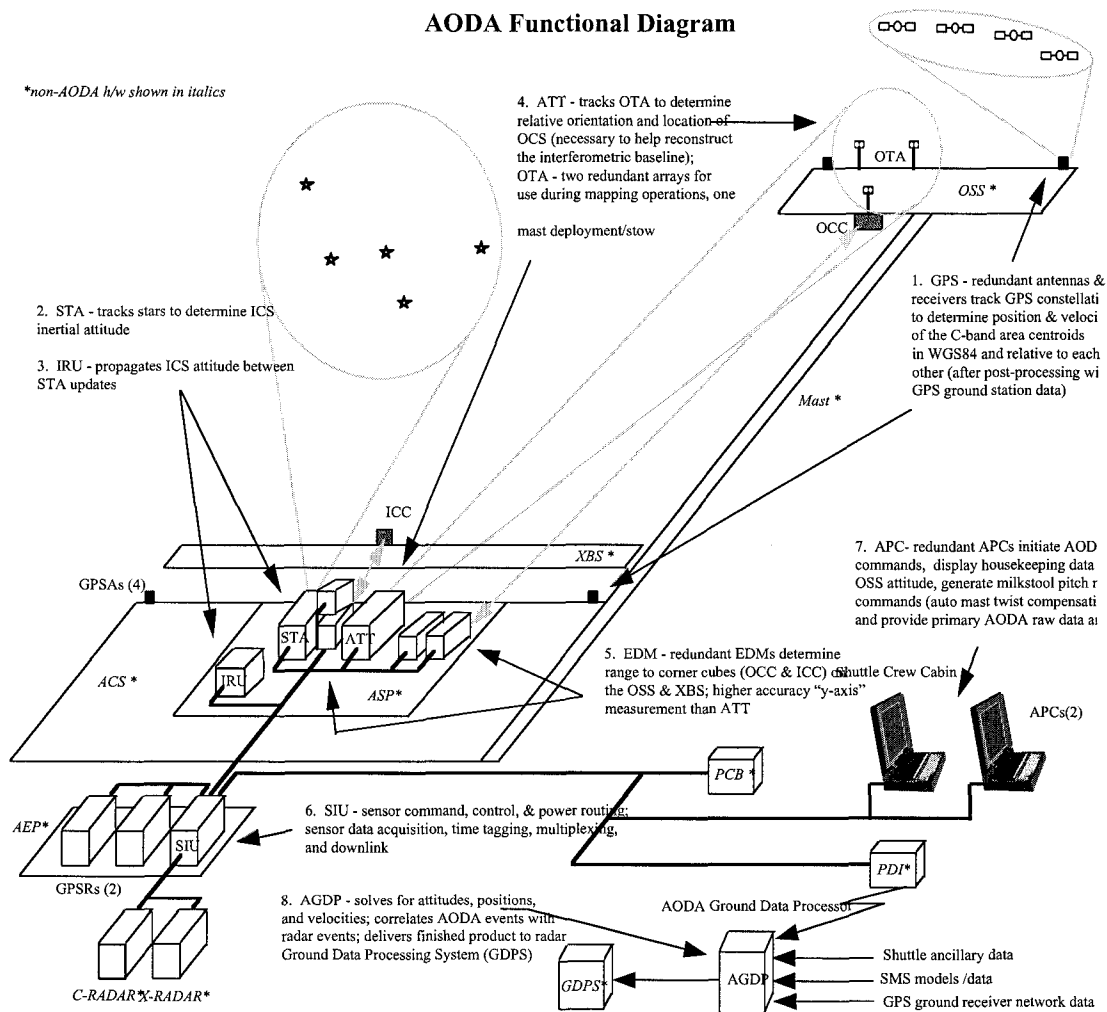 AODA Functional Diagram
*non-AODA h/w shown in italics
4. ATT - tracks OTA to determine
relative orientation and location of
OCS (necessary to help reconstruct
the interferometric baseline);
OTA - two redundant arrays for
use during mapping operations, one
mast deployment/stow
OTA
OSS *
OCC
1. GPS - redundant antennas &
receivers track GPS constellati
to determine position & veloci
of the C-band area centroids
in WGS84 and relative to each
other (after post-processing wi
GPS ground station data)
2. STA - tracks stars to determine ICS
inertial attitude
3. IRU - propagates ICS attitude between
STA updates
Mast *
ICC
XBS *
GPSAs (4)
STA
ATT
IRU
ACS *
ASP*
7. APC- redundant APCs initiate AOD
commands, display housekeeping data
OSS attitude, generate milkstool pitch r
commands (auto mast twist compensati
and provide primary AODA raw data a
5. EDM - redundant EDMs determine
range to corner cubes (OCC & ICC) on
the OSS & XBS; higher accuracy "y-axis"
measurement than ATT
Shuttle Crew Cabin
APCs(2)
PCB *
AEP*
SIU
GPSRs (2)
6. SIU - sensor command, control, & power routing;
sensor data acquisition, time tagging, multiplexing,
and downlink
PDI*
8. AGDP - solves for attitudes, positions,
and velocities; correlates AODA events with
radar events; delivers finished product to radar
Ground Data Processing System (GDPS)
AODA Ground Data Processor
C-RADAR*
X-RADAR*
GDPS*
AGDP
Shuttle ancillary data
SMS models /data
GPS ground receiver network data